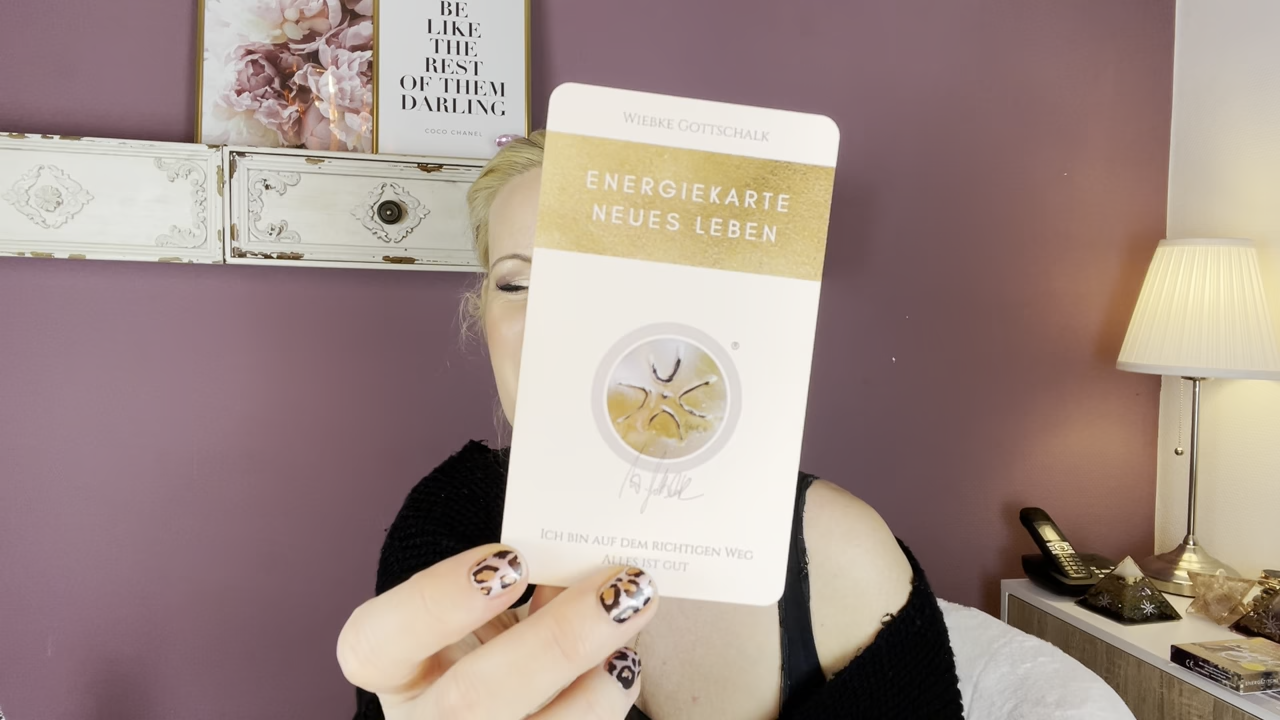 BE
LIKE
THE
REST
OF THEM
DARLING
COCO CHANEL
WIEBKE GOTTSCHALK
ENERGIEKARTE
NEUES LEBEN
®
ICH BIN AUF DEM RICHTIGEN WEG
ALLES IST GUT